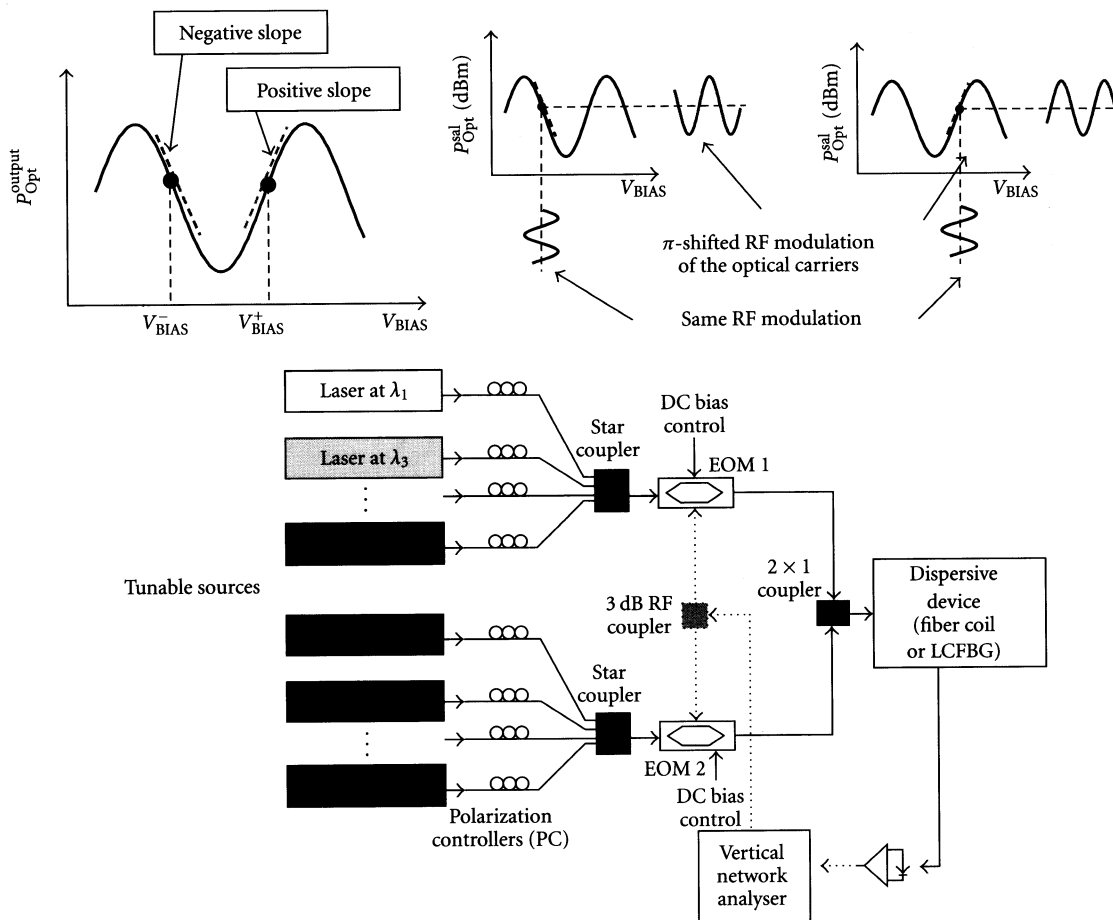 Negative slope
Positive slope
P_Opt^output
V_BIAS^−
V_BIAS^+
V_BIAS
P_Opt^sal (dBm)
V_BIAS
P_Opt^sal (dBm)
V_BIAS
π-shifted RF modulation
of the optical carriers
Same RF modulation
Laser at λ1
Laser at λ3
Star
coupler
DC bias
control
EOM 1
Tunable sources
3 dB RF
coupler
2 × 1
coupler
Dispersive
device
(fiber coil
or LCFBG)
Star
coupler
EOM 2
DC bias
control
Polarization
controllers (PC)
Vertical
network
analyser